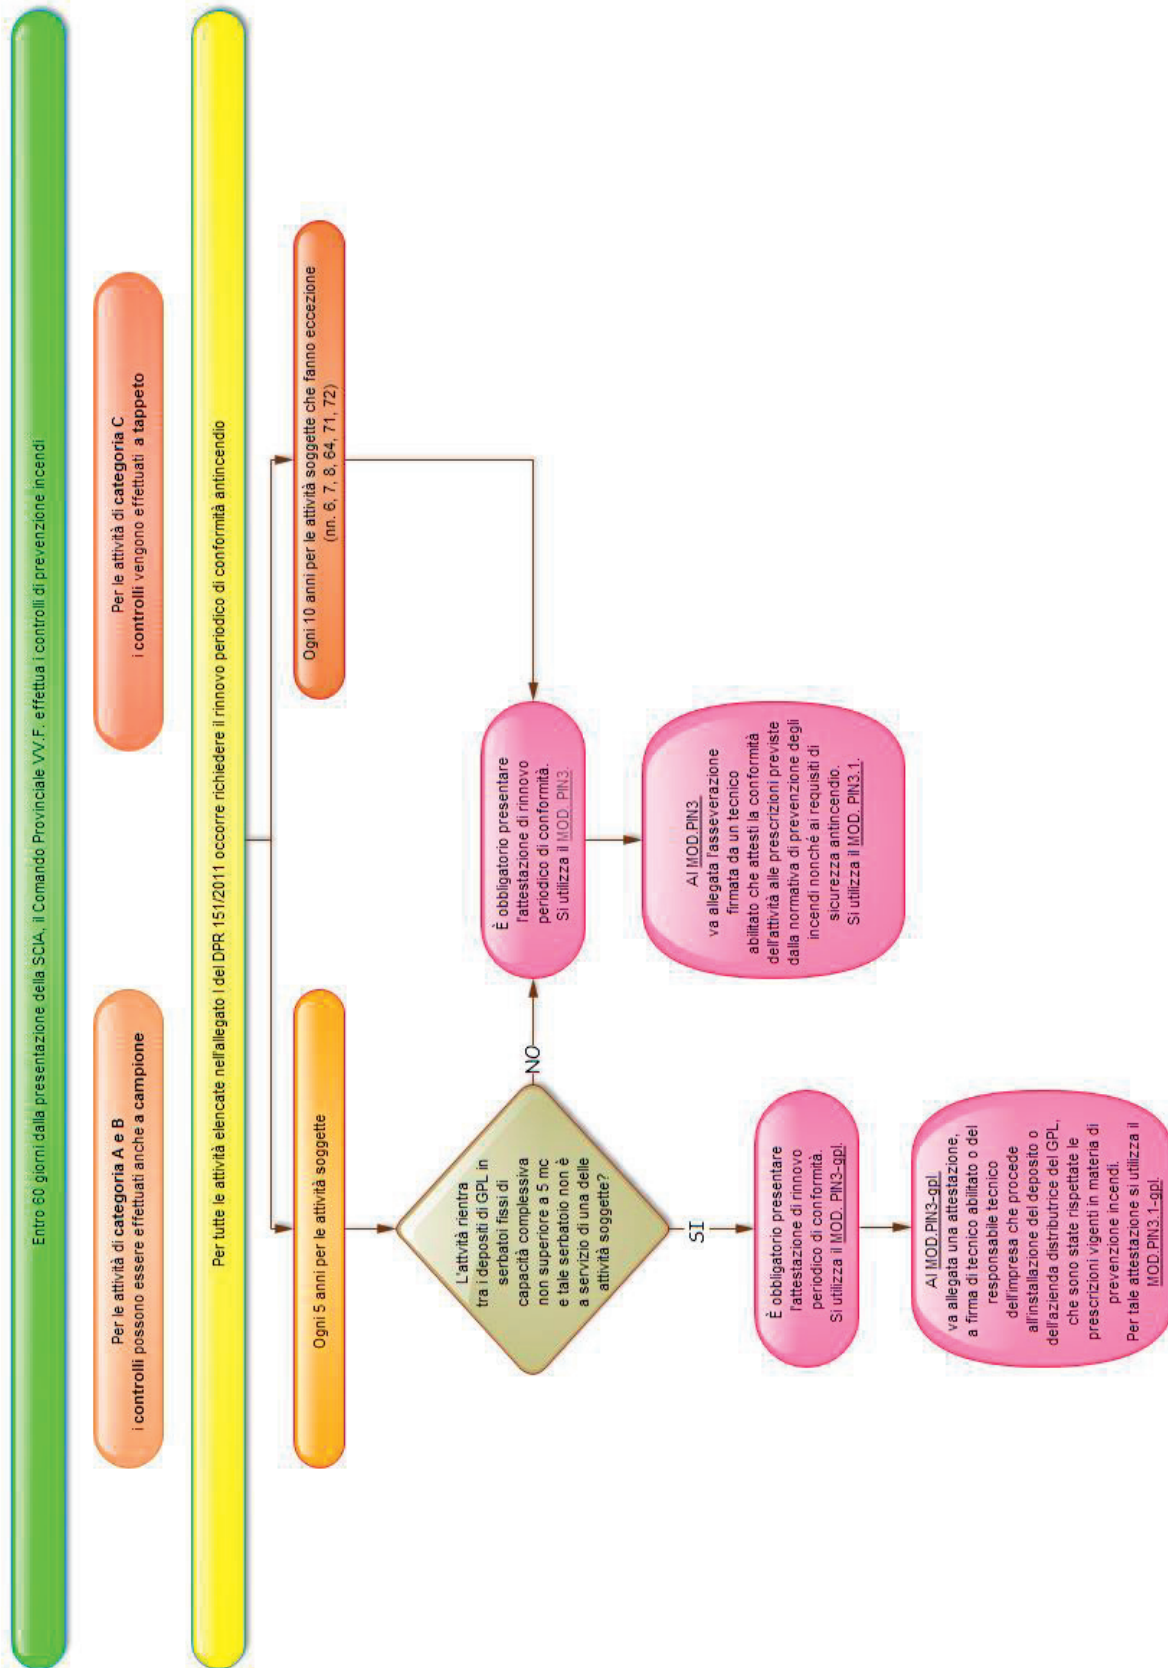 Entro 60 giorni dalla presentazione della SCIA, il Comando Provinciale VV.F. effettua i controlli di prevenzione incendi
Per le attività di categoria A e B
i controlli possono essere effettuati anche a campione
Per le attività di categoria C
i controlli vengono effettuati a tappeto
Per tutte le attività elencate nell'allegato I del DPR 151/2011 occorre richiedere il rinnovo periodico di conformità antincendio
Ogni 5 anni per le attività soggette
Ogni 10 anni per le attività soggette che fanno eccezione
(nn. 6, 7, 8, 64, 71, 72)
L'attvità rientra
tra i depositi di GPL in
serbatoi fissi di
capacità complessiva
non superiore a 5 mc
e tale serbatoio non è
a servizio di una delle
attività soggette?
NO
SI
È obbligatorio presentare
l'attestazione di rinnovo
periodico di conformità.
Si utilizza il MOD. PIN3.
Al MOD.PIN3
va allegata l'asseverazione
firmata da un tecnico
abilitato che attesti la conformità
dell'attività alle prescrizioni previste
dalla normativa di prevenzione degli
incendi nonché ai requisiti di
sicurezza antincendio.
Si utilizza il MOD. PIN3.1.
È obbligatorio presentare
l'attestazione di rinnovo
periodico di conformità.
Si utilizza il MOD. PIN3-gpl.
Al MOD.PIN3-gpl.
va allegata una attestazione,
a firma di tecnico abilitato o del
responsabile tecnico
dell'impresa che procede
all'installazione del deposito o
dell'azienda distributrice del GPL,
che sono state rispettate le
prescrizioni vigenti in materia di
prevenzione incendi.
Per tale attestazione si utilizza il
MOD.PIN3.1-gpl.